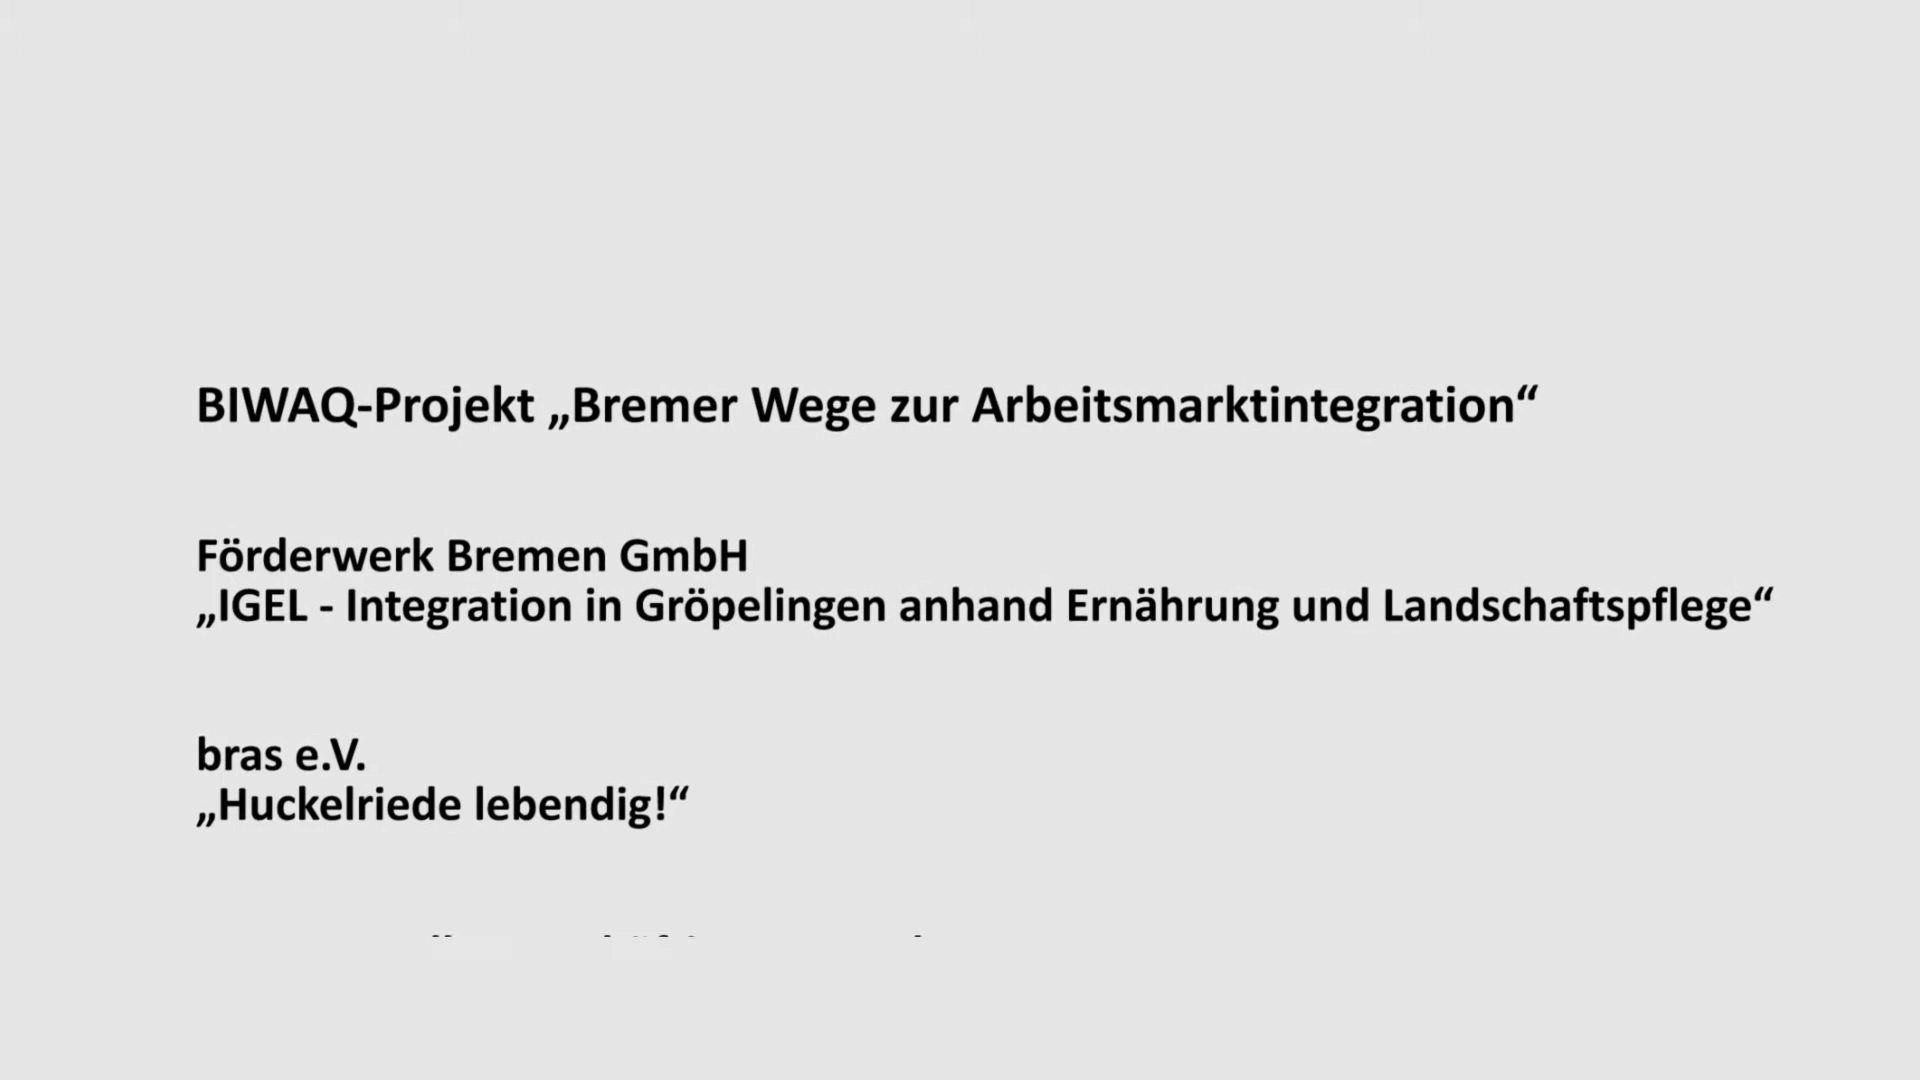 BIWAQ-Projekt „Bremer Wege zur Arbeitsmarktintegration“
Förderwerk Bremen GmbH
„IGEL - Integration in Gröpelingen anhand Ernährung und Landschaftspflege“
bras e.V.
„Huckelriede lebendig!“